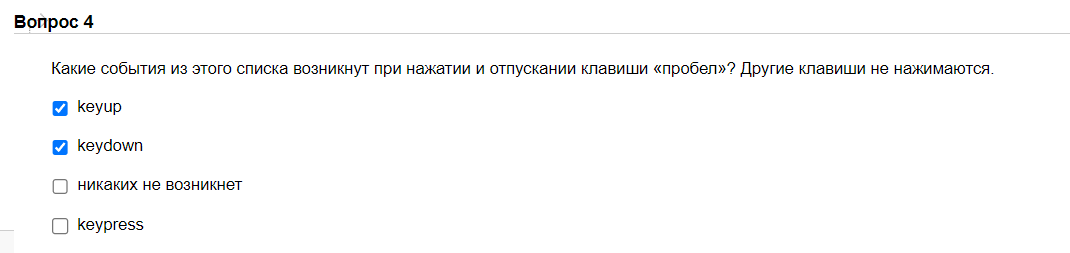 Вопрос 4
Какие события из этого списка возникнут при нажатии и отпускании клавиши «пробел»? Другие клавиши не нажимаются.
keyup
keydown
никаких не возникнет
keypress